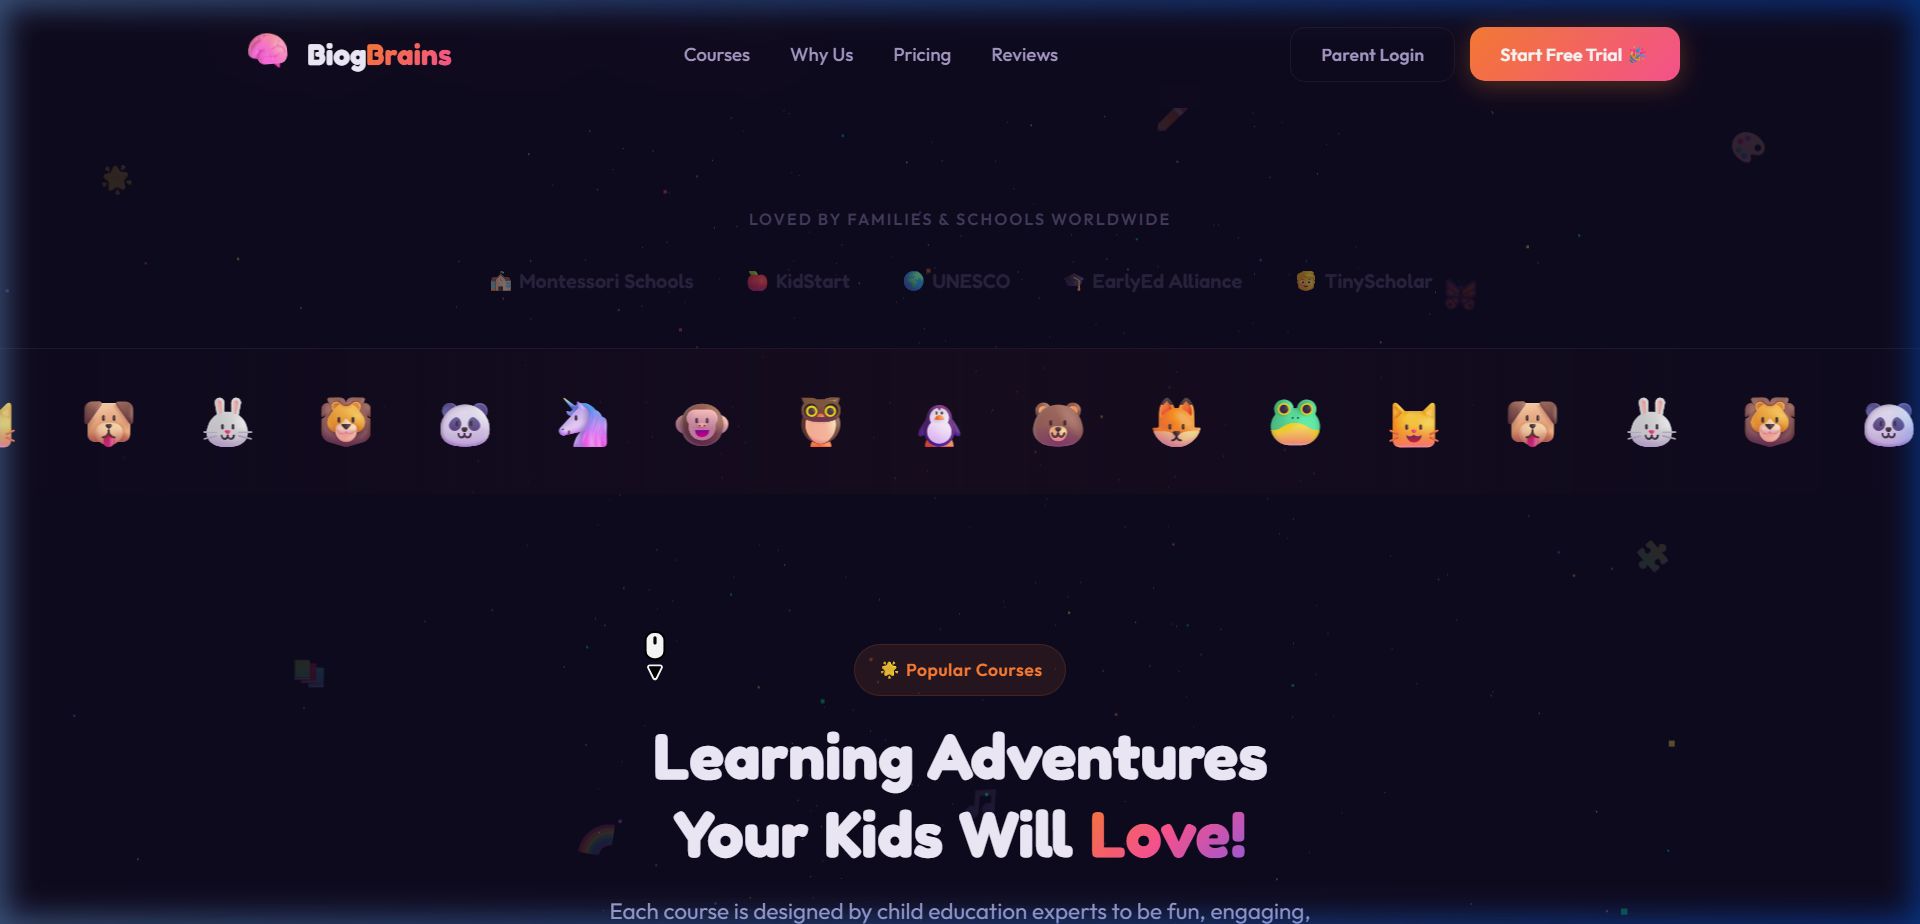 BiogBrains
Courses
Why Us
Pricing
Reviews
Parent Login
Start Free Trial
LOVED BY FAMILIES & SCHOOLS WORLDWIDE
Montessori Schools
KidStart
UNESCO
EarlyEd Alliance
TinyScholar
Popular Courses
Learning Adventures
Your Kids Will Love!
Each course is designed by child education experts to be fun, engaging,